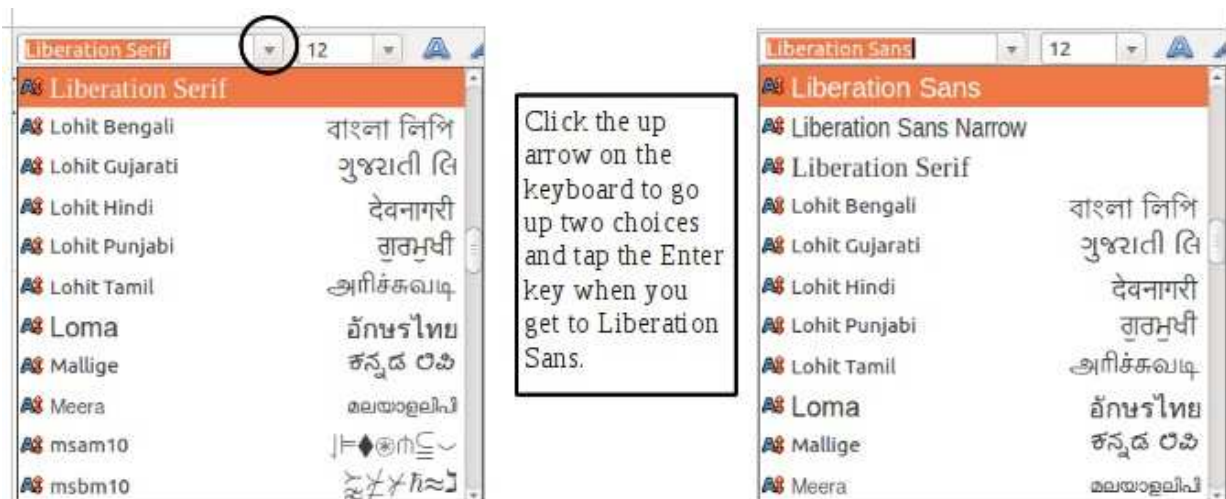 Liberation Serif 12
Liberation Serif
Lohit Bengali বাংলা লিপি
Lohit Gujarati ગુજરાતી લિ
Lohit Hindi देवनागरी
Lohit Punjabi ਗੁਰਮੁਖੀ
Lohit Tamil அரிச்சுவடி
Loma อักษรไทย
Mallige ಕನ್ನಡ ಲಿಪಿ
Meera മലയാളലിപി
msam10
msbm10
Click the up
arrow on the
keyboard to go
up two choices
and tap the Enter
key when you
get to Liberation
Sans.
Liberation Sans 12
Liberation Sans
Liberation Sans Narrow
Liberation Serif
Lohit Bengali বাংলা লিপি
Lohit Gujarati ગુજરાતી લિ
Lohit Hindi देवनागरी
Lohit Punjabi ਗੁਰਮੁਖੀ
Lohit Tamil அரிச்சுவடி
Loma อักษรไทย
Mallige ಕನ್ನಡ ಲಿಪಿ
Meera മലയാളലിപി